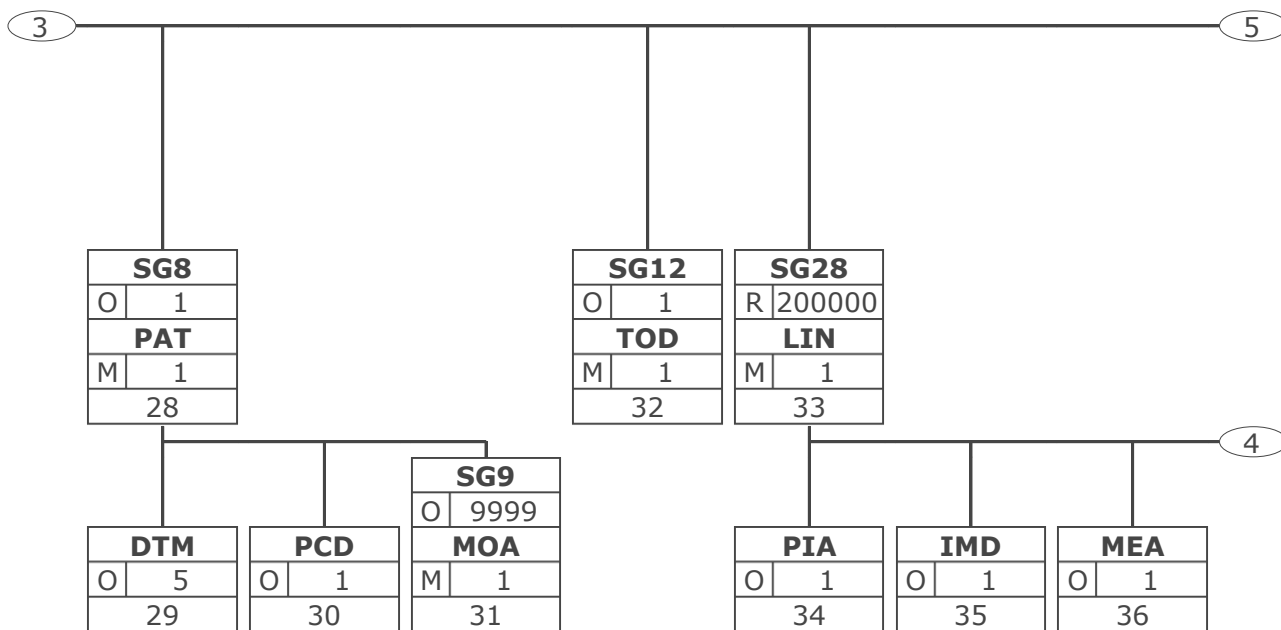 3
5
SG8
O 1
PAT
M 1
28
SG12
O 1
TOD
M 1
32
SG28
R 200000
LIN
M 1
33
4
DTM
O 5
29
PCD
O 1
30
SG9
O 9999
MOA
M 1
31
PIA
O 1
34
IMD
O 1
35
MEA
O 1
36